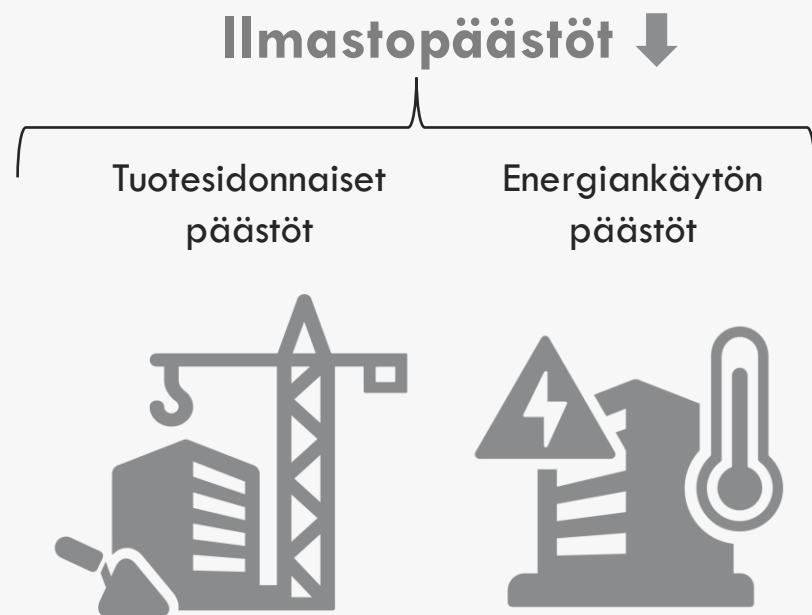 Ilmastopäästöt
Tuotesidonnaiset
päästöt
Energiankäytön
päästöt